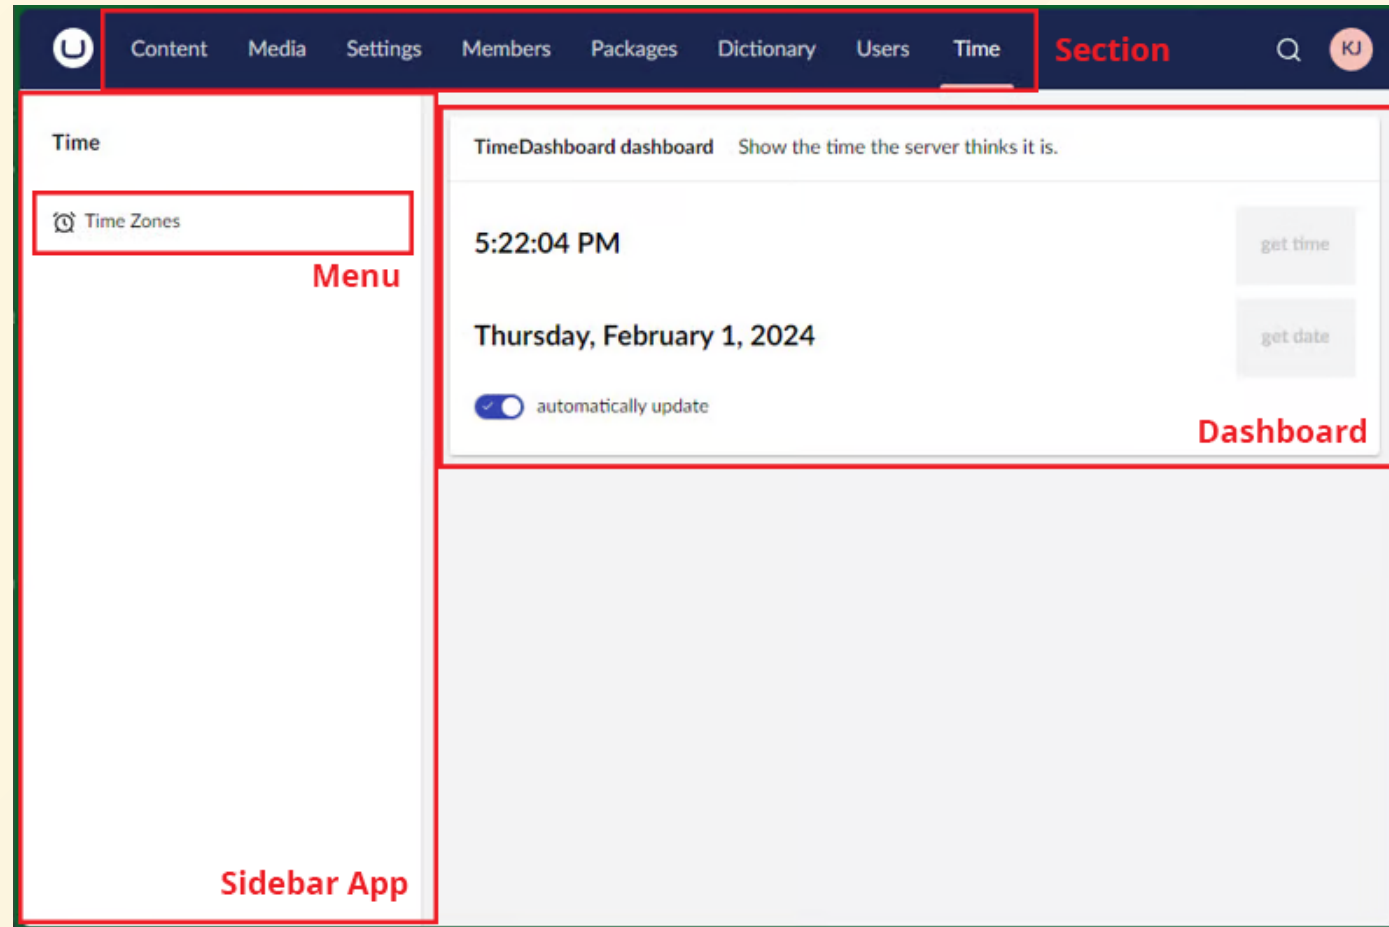 Content Media Settings Members Packages Dictionary Users Time Section KJ
Time
Time Zones
Menu
Sidebar App
TimeDashboard dashboard Show the time the server thinks it is.
5:22:04 PM get time
Thursday, February 1, 2024 get date
automatically update
Dashboard